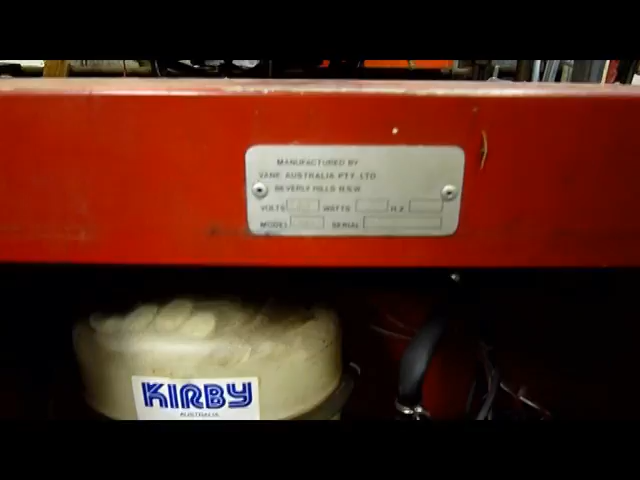 MANUFACTURED BY
VANE AUSTRALIA PTY. LTD
BEVERLY HILLS N.S.W
VOLTS WATTS H.P.
MODEL SERIAL
KIRBY
AUSTRALIA